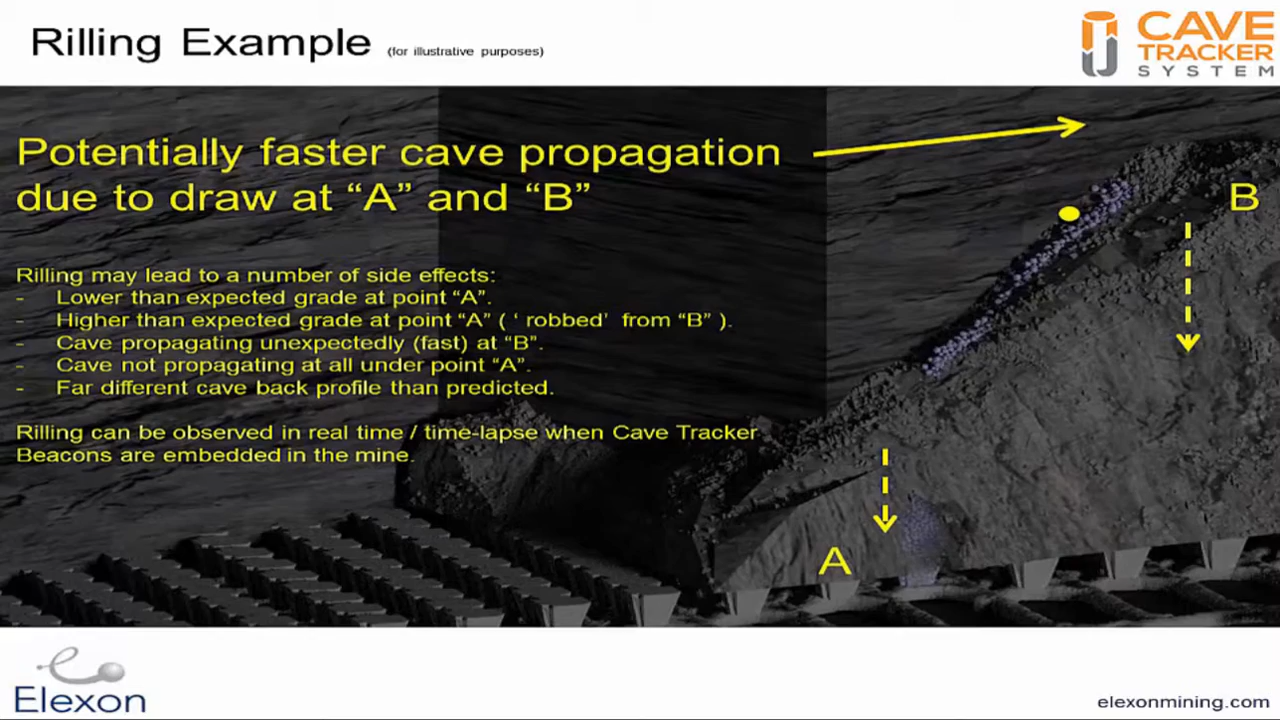 Rilling Example (for illustrative purposes)
CAVE
TRACKER
SYSTEM
Potentially faster cave propagation
due to draw at “A” and “B”
B
Rilling may lead to a number of side effects:
- Lower than expected grade at point “A”.
- Higher than expected grade at point “A” ( ‘ robbed’ from “B” ).
- Cave propagating unexpectedly (fast) at “B”.
- Cave not propagating at all under point “A”.
- Far different cave back profile than predicted.
Rilling can be observed in real time / time-lapse when Cave Tracker
Beacons are embedded in the mine.
A
Elexon
elexonmining.com